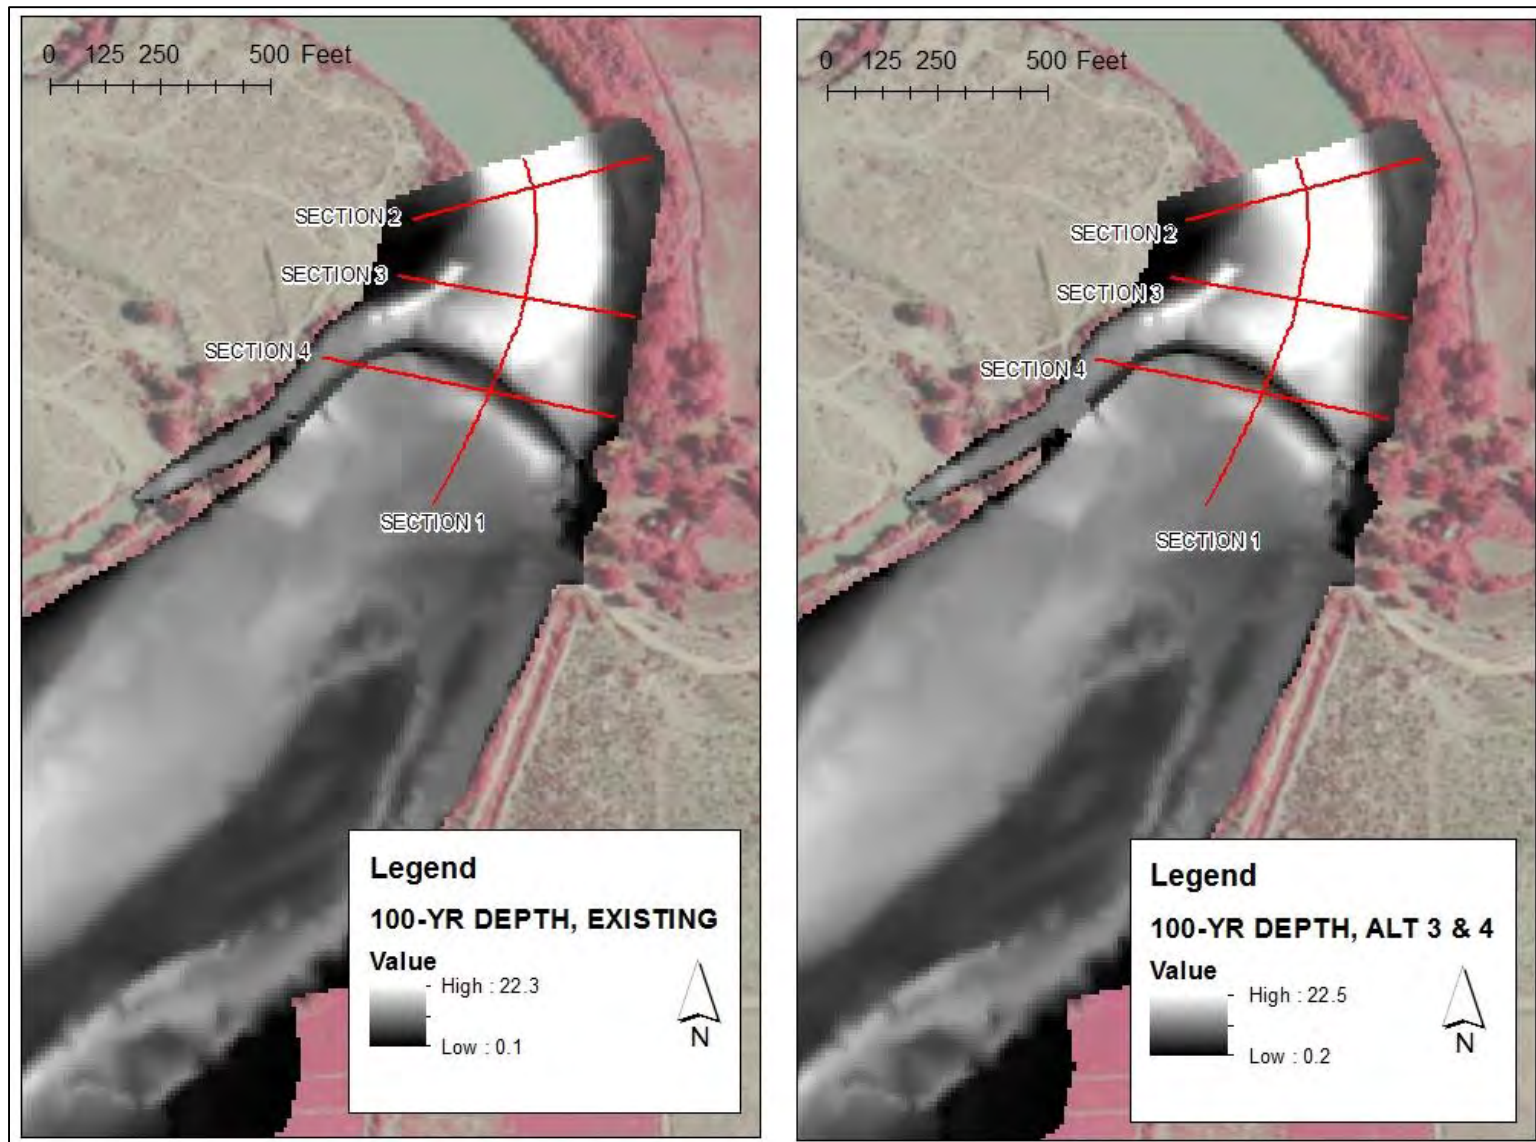 0 125 250 500 Feet
SECTION 2
SECTION 3
SECTION 4
SECTION 1
Legend
100-YR DEPTH, EXISTING
Value
High : 22.3
Low : 0.1
N
0 125 250 500 Feet
SECTION 2
SECTION 3
SECTION 4
SECTION 1
Legend
100-YR DEPTH, ALT 3 & 4
Value
High : 22.5
Low : 0.2
N